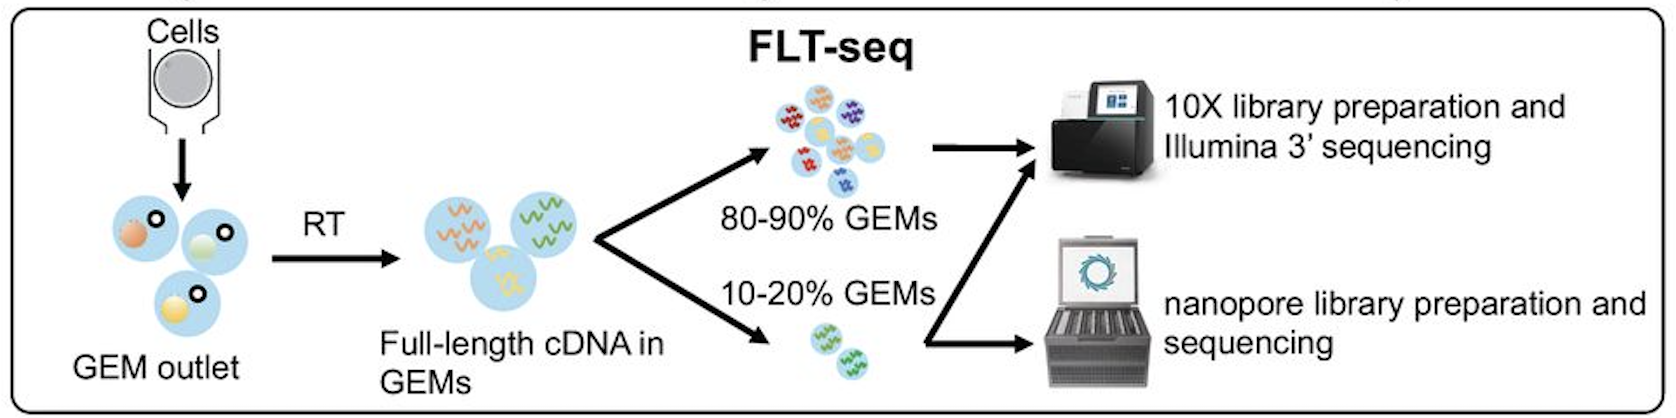 Cells
FLT-seq
10X library preparation and
Illumina 3’ sequencing
RT
80-90% GEMs
10-20% GEMs
nanopore library preparation and
sequencing
Full-length cDNA in
GEMs
GEM outlet